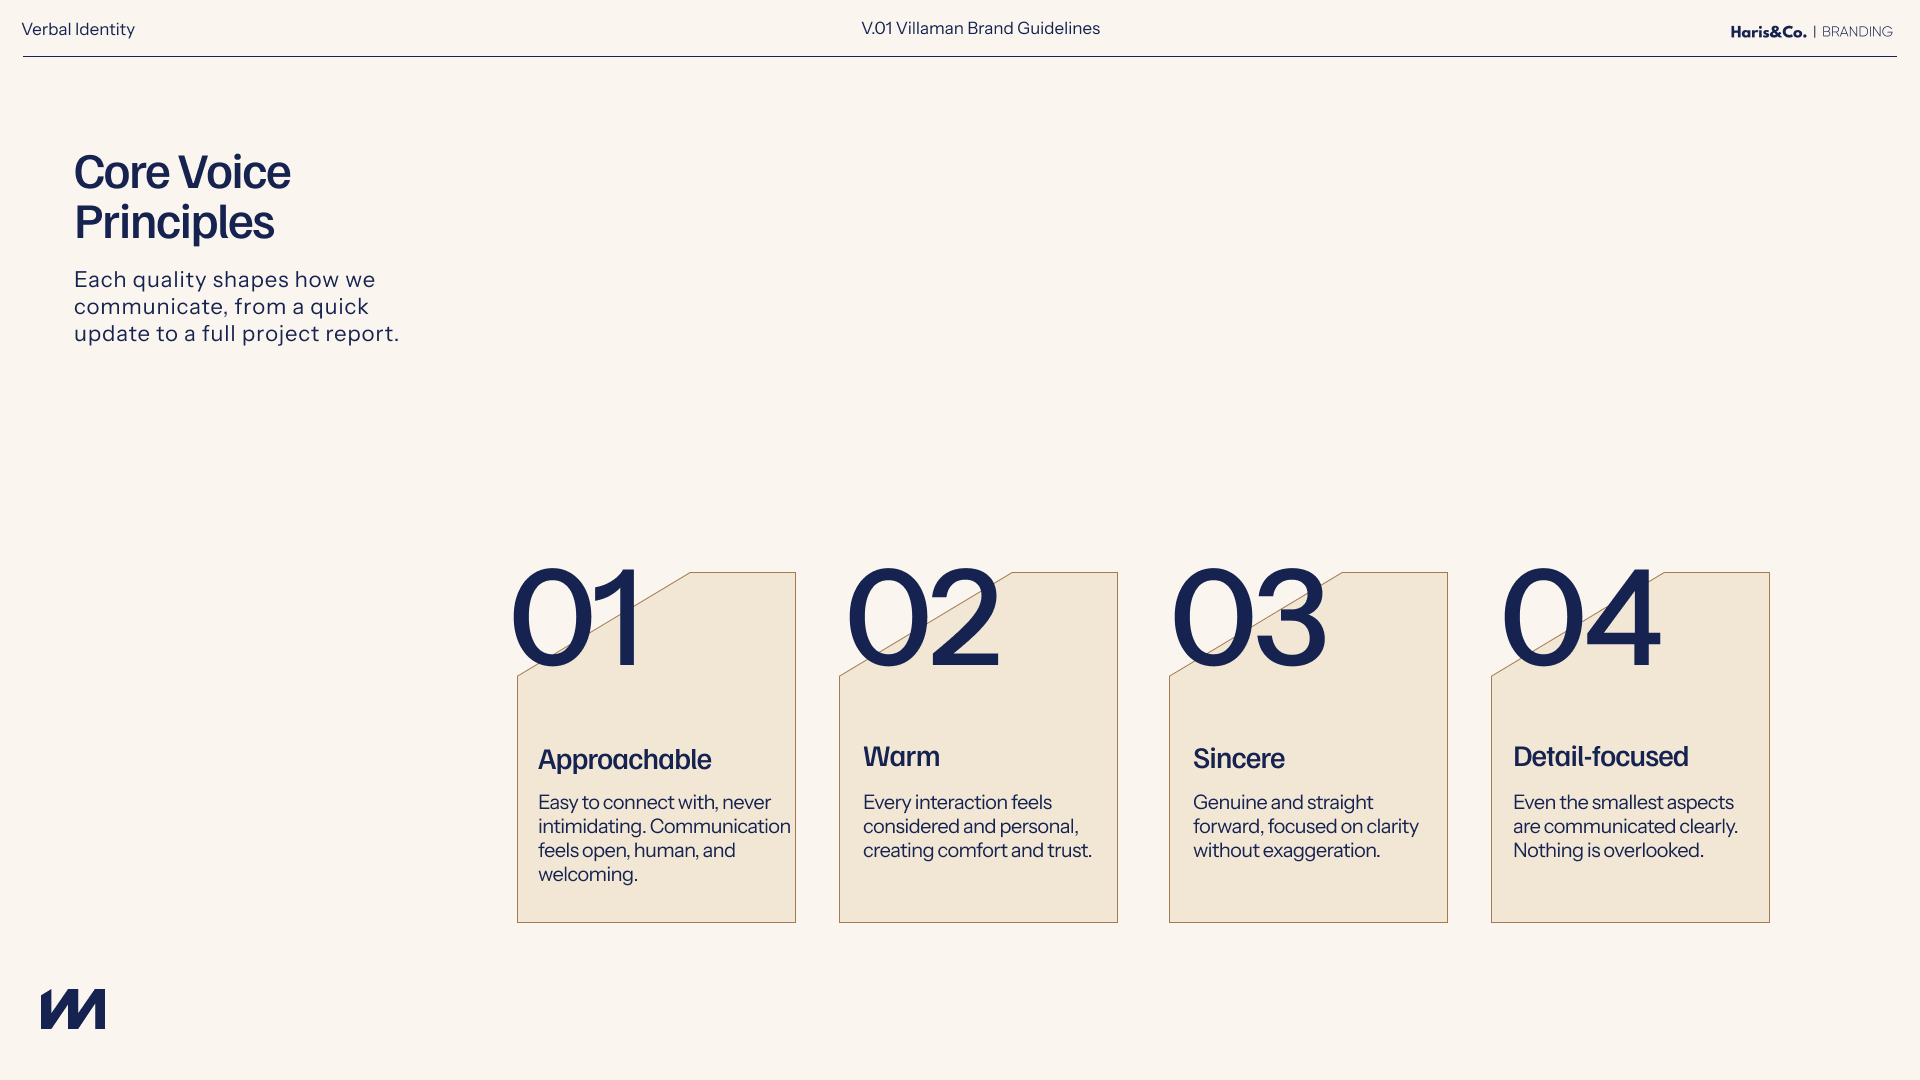 Verbal Identity
V.01 Villaman Brand Guidelines
Haris&Co. | BRANDING
Core Voice
Principles
Each quality shapes how we
communicate, from a quick
update to a full project report.
01
Approachable
Easy to connect with, never
intimidating. Communication
feels open, human, and
welcoming.
02
Warm
Every interaction feels
considered and personal,
creating comfort and trust.
03
Sincere
Genuine and straight
forward, focused on clarity
without exaggeration.
04
Detail-focused
Even the smallest aspects
are communicated clearly.
Nothing is overlooked.